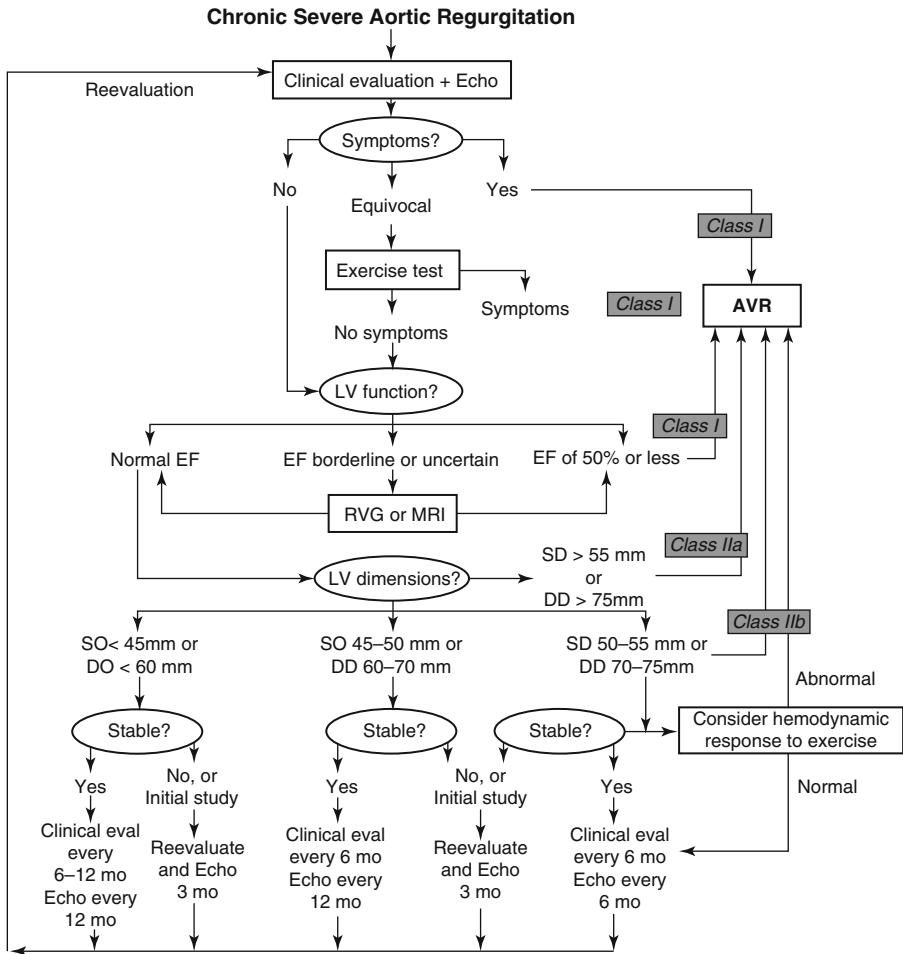 Chronic Severe Aortic Regurgitation
Clinical evaluation + Echo
Reevaluation
Symptoms?
No
Equivocal
Yes
Class I
Exercise test
Symptoms
Class I
AVR
No symptoms
LV function?
Class I
Normal EF
EF borderline or uncertain
EF of 50% or less
RVG or MRI
Class IIa
LV dimensions?
SD > 55 mm
or
DD > 75mm
Class IIb
SO< 45mm or
DO < 60 mm
SO 45–50 mm or
DD 60–70 mm
SD 50–55 mm or
DD 70–75mm
Abnormal
Stable?
Stable?
Stable?
Consider hemodynamic
response to exercise
Yes
No, or
Initial study
Yes
No, or
Initial study
Yes
Normal
Clinical eval
every
6–12 mo
Echo every
12 mo
Reevaluate
and Echo
3 mo
Clinical eval
every 6 mo
Echo every
12 mo
Reevaluate
and Echo
3 mo
Clinical eval
every 6 mo
Echo every
6 mo